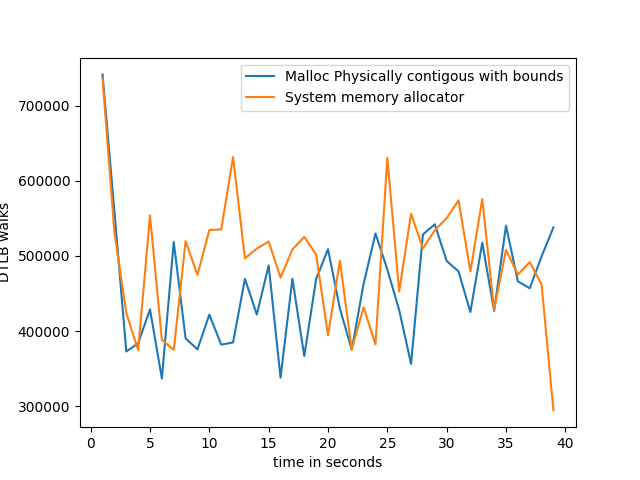 Malloc Physically contigous with bounds
System memory allocator
DTLB walks
700000
600000
500000
400000
300000
0 5 10 15 20 25 30 35 40
time in seconds